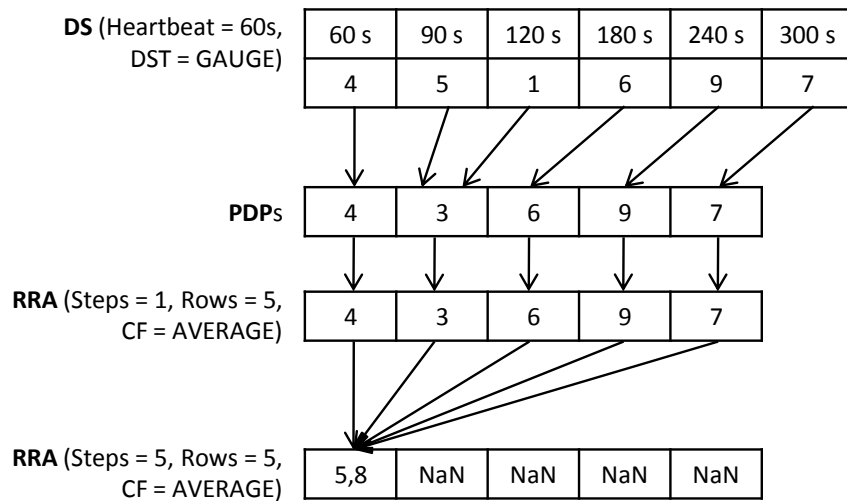 DS (Heartbeat = 60s,
DST = GAUGE)
60 s 90 s 120 s 180 s 240 s 300 s
4 5 1 6 9 7
PDPs
4 3 6 9 7
RRA (Steps = 1, Rows = 5,
CF = AVERAGE)
4 3 6 9 7
RRA (Steps = 5, Rows = 5,
CF = AVERAGE)
5,8 NaN NaN NaN NaN